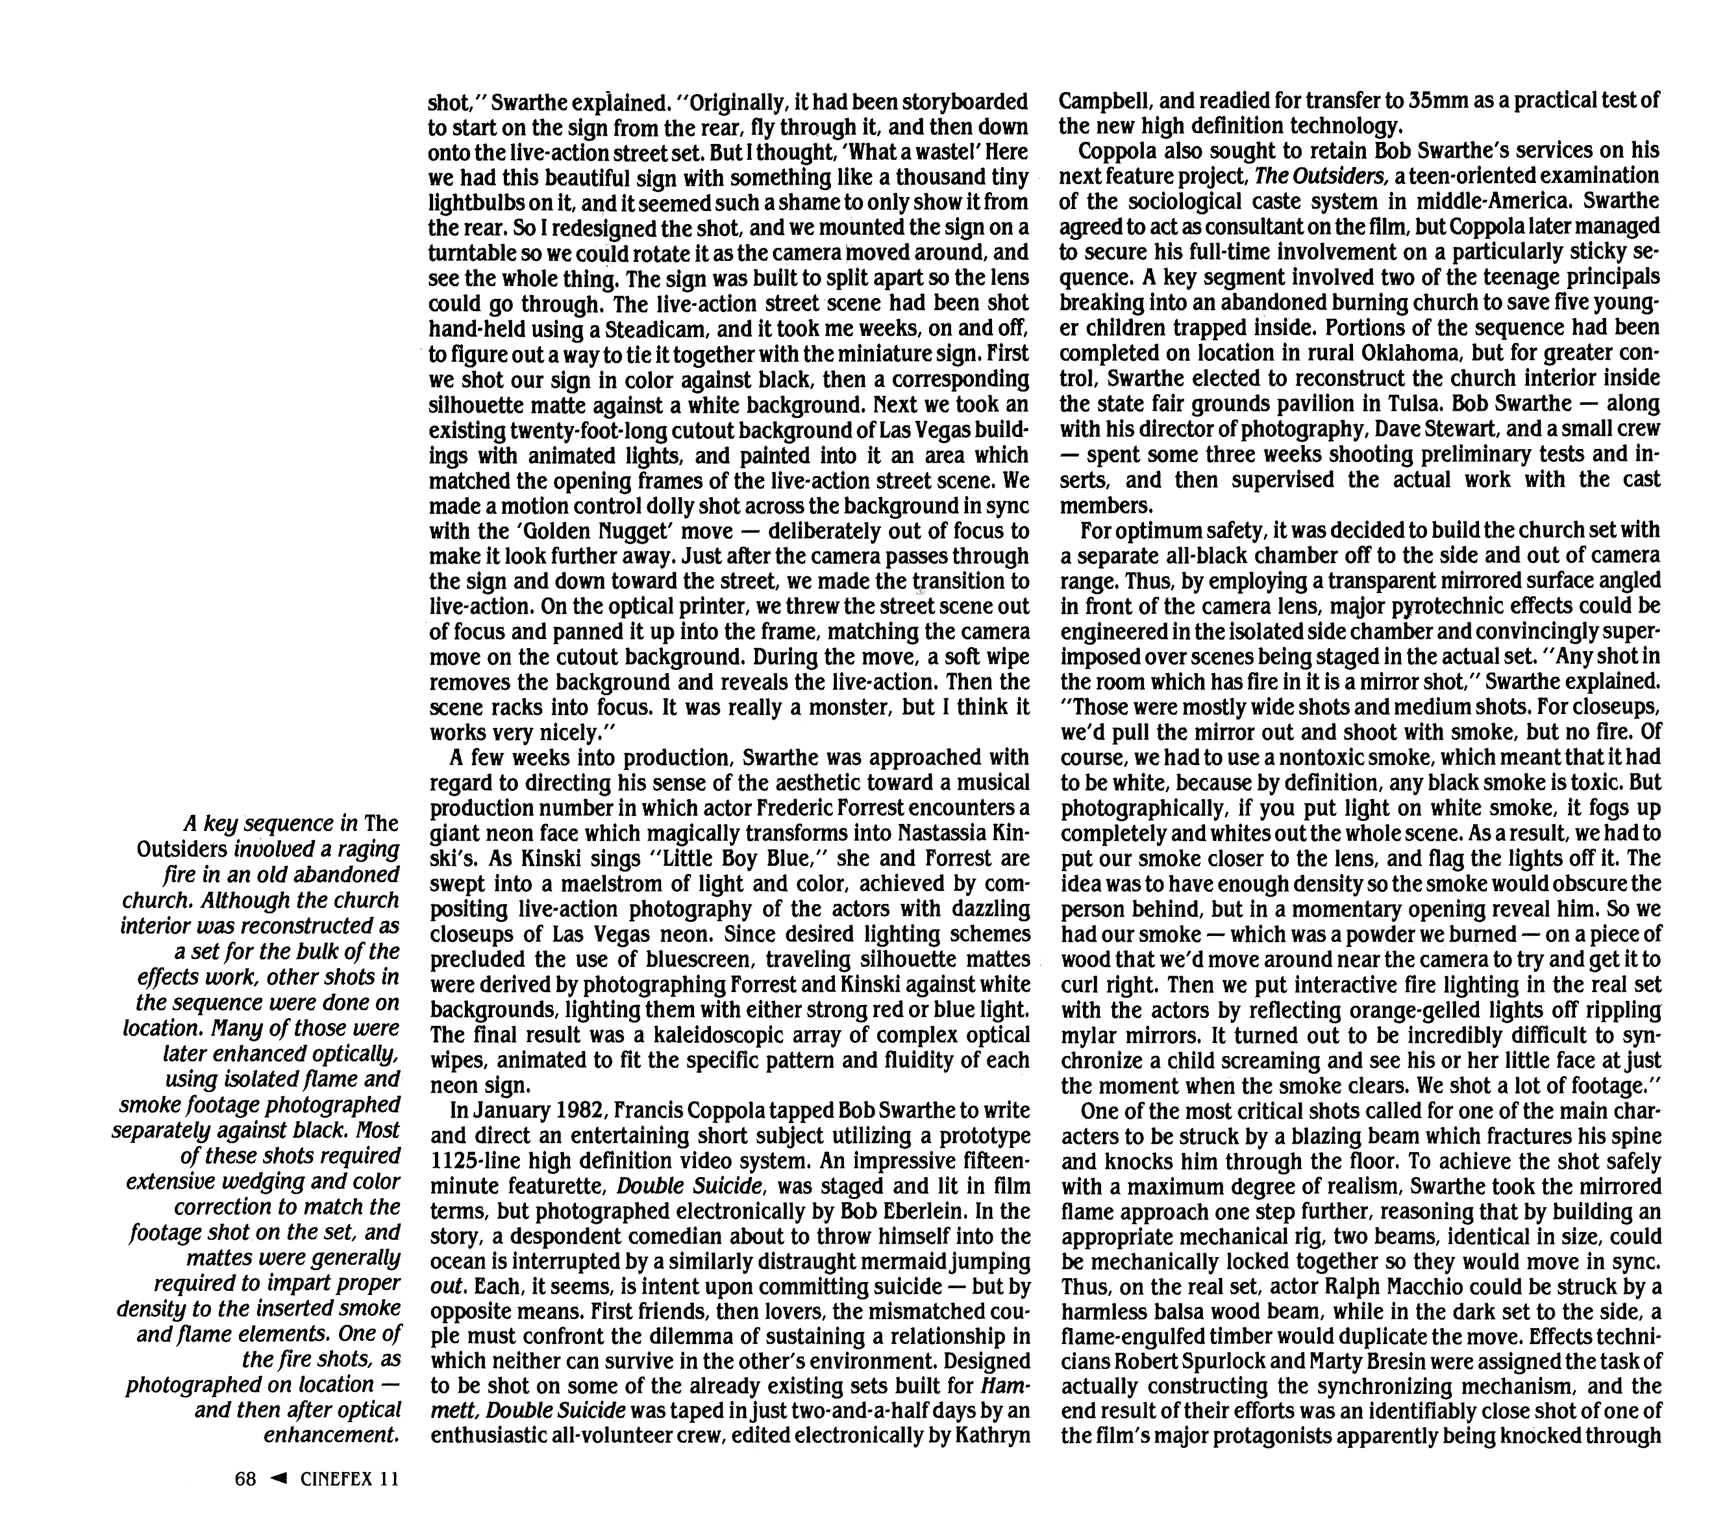 shot," Swarthe explained. "Originally, it had been storyboarded
to start on the sign from the rear, fly through it, and then down
onto the live-action street set. But I thought, 'What a waste!' Here
we had this beautiful sign with something like a thousand tiny
lightbulbs on it, and it seemed such a shame to only show it from
the rear. So I redesigned the shot, and we mounted the sign on a
turntable so we could rotate it as the camera moved around, and
see the whole thing. The sign was built to split apart so the lens
could go through. The live-action street scene had been shot
hand-held using a Steadicam, and it took me weeks, on and off,
to figure out a way to tie it together with the miniature sign. First
we shot our sign in color against black, then a corresponding
silhouette matte against a white background. Next we took an
existing twenty-foot-long cutout background of Las Vegas build-
ings with animated lights, and painted into it an area which
matched the opening frames of the live-action street scene. We
made a motion control dolly shot across the background in sync
with the 'Golden Nugget' move — deliberately out of focus to
make it look further away. Just after the camera passes through
the sign and down toward the street, we made the transition to
live-action. On the optical printer, we threw the street scene out
of focus and panned it up into the frame, matching the camera
move on the cutout background. During the move, a soft wipe
removes the background and reveals the live-action. Then the
scene racks into focus. It was really a monster, but I think it
works very nicely."
A few weeks into production, Swarthe was approached with
regard to directing his sense of the aesthetic toward a musical
production number in which actor Frederic Forrest encounters a
giant neon face which magically transforms into Nastassia Kin-
ski's. As Kinski sings "Little Boy Blue," she and Forrest are
swept into a maelstrom of light and color, achieved by com-
positing live-action photography of the actors with dazzling
closeups of Las Vegas neon. Since desired lighting schemes
precluded the use of bluescreen, traveling silhouette mattes
were derived by photographing Forrest and Kinski against white
backgrounds, lighting them with either strong red or blue light.
The final result was a kaleidoscopic array of complex optical
wipes, animated to fit the specific pattern and fluidity of each
neon sign.
In January 1982, Francis Coppola tapped Bob Swarthe to write
and direct an entertaining short subject utilizing a prototype
1125-line high definition video system. An impressive fifteen-
minute featurette, Double Suicide, was staged and lit in film
terms, but photographed electronically by Bob Eberlein. In the
story, a despondent comedian about to throw himself into the
ocean is interrupted by a similarly distraught mermaid jumping
out. Each, it seems, is intent upon committing suicide — but by
opposite means. First friends, then lovers, the mismatched cou-
ple must confront the dilemma of sustaining a relationship in
which neither can survive in the other's environment. Designed
to be shot on some of the already existing sets built for Ham-
mett, Double Suicide was taped in just two-and-a-half days by an
enthusiastic all-volunteer crew, edited electronically by Kathryn
Campbell, and readied for transfer to 35mm as a practical test of
the new high definition technology.
Coppola also sought to retain Bob Swarthe's services on his
next feature project, The Outsiders, a teen-oriented examination
of the sociological caste system in middle-America. Swarthe
agreed to act as consultant on the film, but Coppola later managed
to secure his full-time involvement on a particularly sticky se-
quence. A key segment involved two of the teenage principals
breaking into an abandoned burning church to save five young-
er children trapped inside. Portions of the sequence had been
completed on location in rural Oklahoma, but for greater con-
trol, Swarthe elected to reconstruct the church interior inside
the state fair grounds pavilion in Tulsa. Bob Swarthe — along
with his director of photography, Dave Stewart, and a small crew
— spent some three weeks shooting preliminary tests and in-
serts, and then supervised the actual work with the cast
members.
For optimum safety, it was decided to build the church set with
a separate all-black chamber off to the side and out of camera
range. Thus, by employing a transparent mirrored surface angled
in front of the camera lens, major pyrotechnic effects could be
engineered in the isolated side chamber and convincingly super-
imposed over scenes being staged in the actual set. "Any shot in
the room which has fire in it is a mirror shot," Swarthe explained.
"Those were mostly wide shots and medium shots. For closeups,
we'd pull the mirror out and shoot with smoke, but no fire. Of
course, we had to use a nontoxic smoke, which meant that it had
to be white, because by definition, any black smoke is toxic. But
photographically, if you put light on white smoke, it fogs up
completely and whites out the whole scene. As a result, we had to
put our smoke closer to the lens, and flag the lights off it. The
idea was to have enough density so the smoke would obscure the
person behind, but in a momentary opening reveal him. So we
had our smoke — which was a powder we burned — on a piece of
wood that we'd move around near the camera to try and get it to
curl right. Then we put interactive fire lighting in the real set
with the actors by reflecting orange-gelled lights off rippling
mylar mirrors. It turned out to be incredibly difficult to syn-
chronize a child screaming and see his or her little face at just
the moment when the smoke clears. We shot a lot of footage."
One of the most critical shots called for one of the main char-
acters to be struck by a blazing beam which fractures his spine
and knocks him through the floor. To achieve the shot safely
with a maximum degree of realism, Swarthe took the mirrored
flame approach one step further, reasoning that by building an
appropriate mechanical rig, two beams, identical in size, could
be mechanically locked together so they would move in sync.
Thus, on the real set, actor Ralph Macchio could be struck by a
harmless balsa wood beam, while in the dark set to the side, a
flame-engulfed timber would duplicate the move. Effects techni-
cians Robert Spurlock and Marty Bresin were assigned the task of
actually constructing the synchronizing mechanism, and the
end result of their efforts was an identifiably close shot of one of
the film's major protagonists apparently being knocked through
A key sequence in The
Outsiders involved a raging
fire in an old abandoned
church. Although the church
interior was reconstructed as
a set for the bulk of the
effects work, other shots in
the sequence were done on
location. Many of those were
later enhanced optically,
using isolated flame and
smoke footage photographed
separately against black. Most
of these shots required
extensive wedging and color
correction to match the
footage shot on the set, and
mattes were generally
required to impart proper
density to the inserted smoke
and flame elements. One of
the fire shots, as
photographed on location —
and then after optical
enhancement.
68 ◄ CINEFEX 11